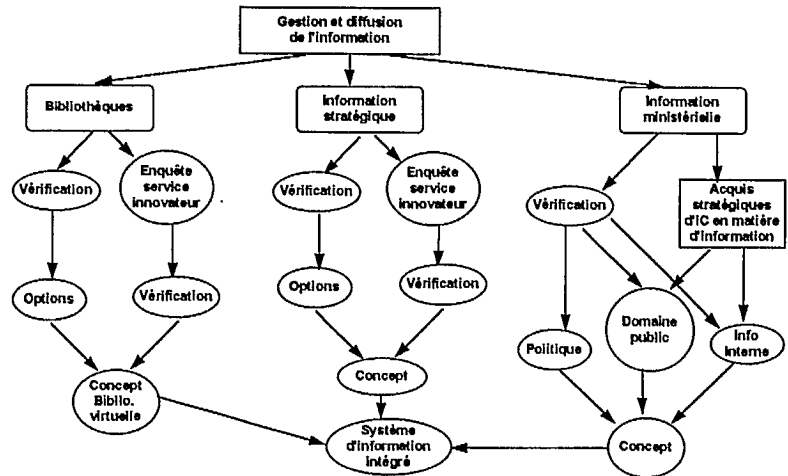 Gestion et diffusion
de l'information
Bibliothèques
Information
stratégique
Information
ministérielle
Vérification
Enquête
service
innovateur
Vérification
Enquête
service
innovateur
Vérification
Acquis
stratégiques
d'IC en matière
d'information
Options
Vérification
Options
Vérification
Politique
Domaine
public
Info
interne
Concept
Biblio.
virtuelle
Concept
Système
d'information
intégré
Concept